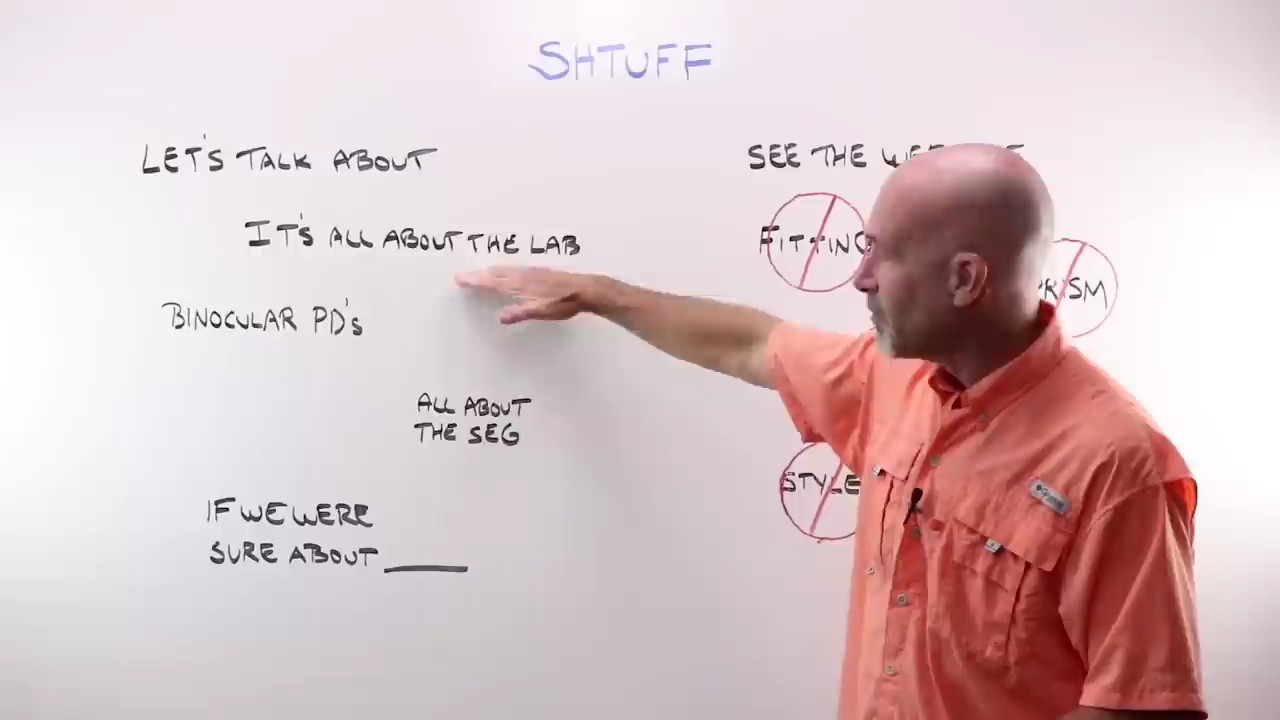 SHTUFF
LET'S TALK ABOUT
IT'S ALL ABOUT THE LAB
BINOCULAR PD's
ALL ABOUT
THE SEG
IF WE WERE
SURE ABOUT ____
SEE THE
FITTING
PRISM
STYLE
Columbia